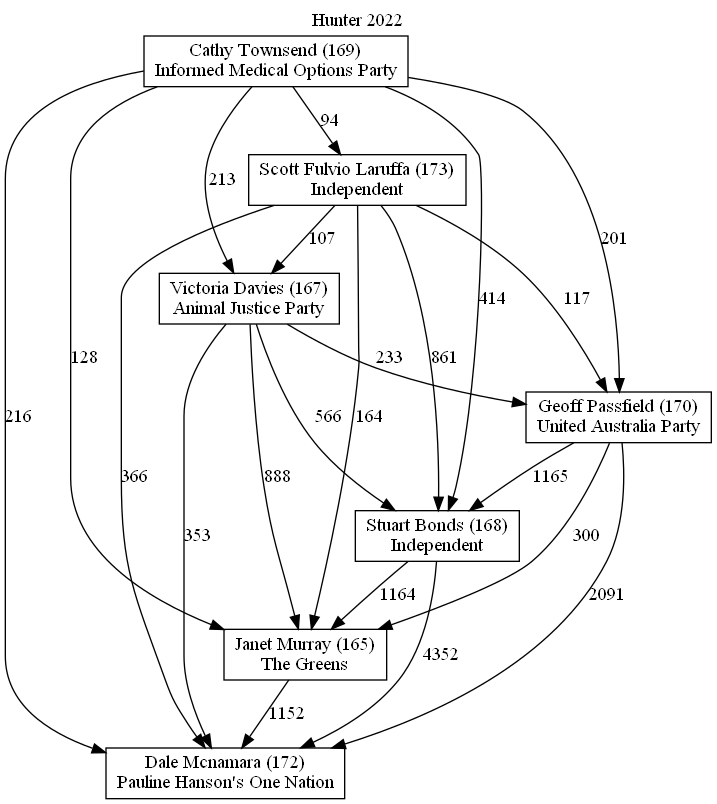 Hunter 2022
Cathy Townsend (169)
Informed Medical Options Party
94
Scott Fulvio Laruffa (173)
Independent
213
107
201
414
117
Victoria Davies (167)
Animal Justice Party
128
233
861
216
566
164
Geoff Passfield (170)
United Australia Party
366
888
1165
Stuart Bonds (168)
Independent
353
300
1164
2091
Janet Murray (165)
The Greens
4352
1152
Dale Mcnamara (172)
Pauline Hanson's One Nation